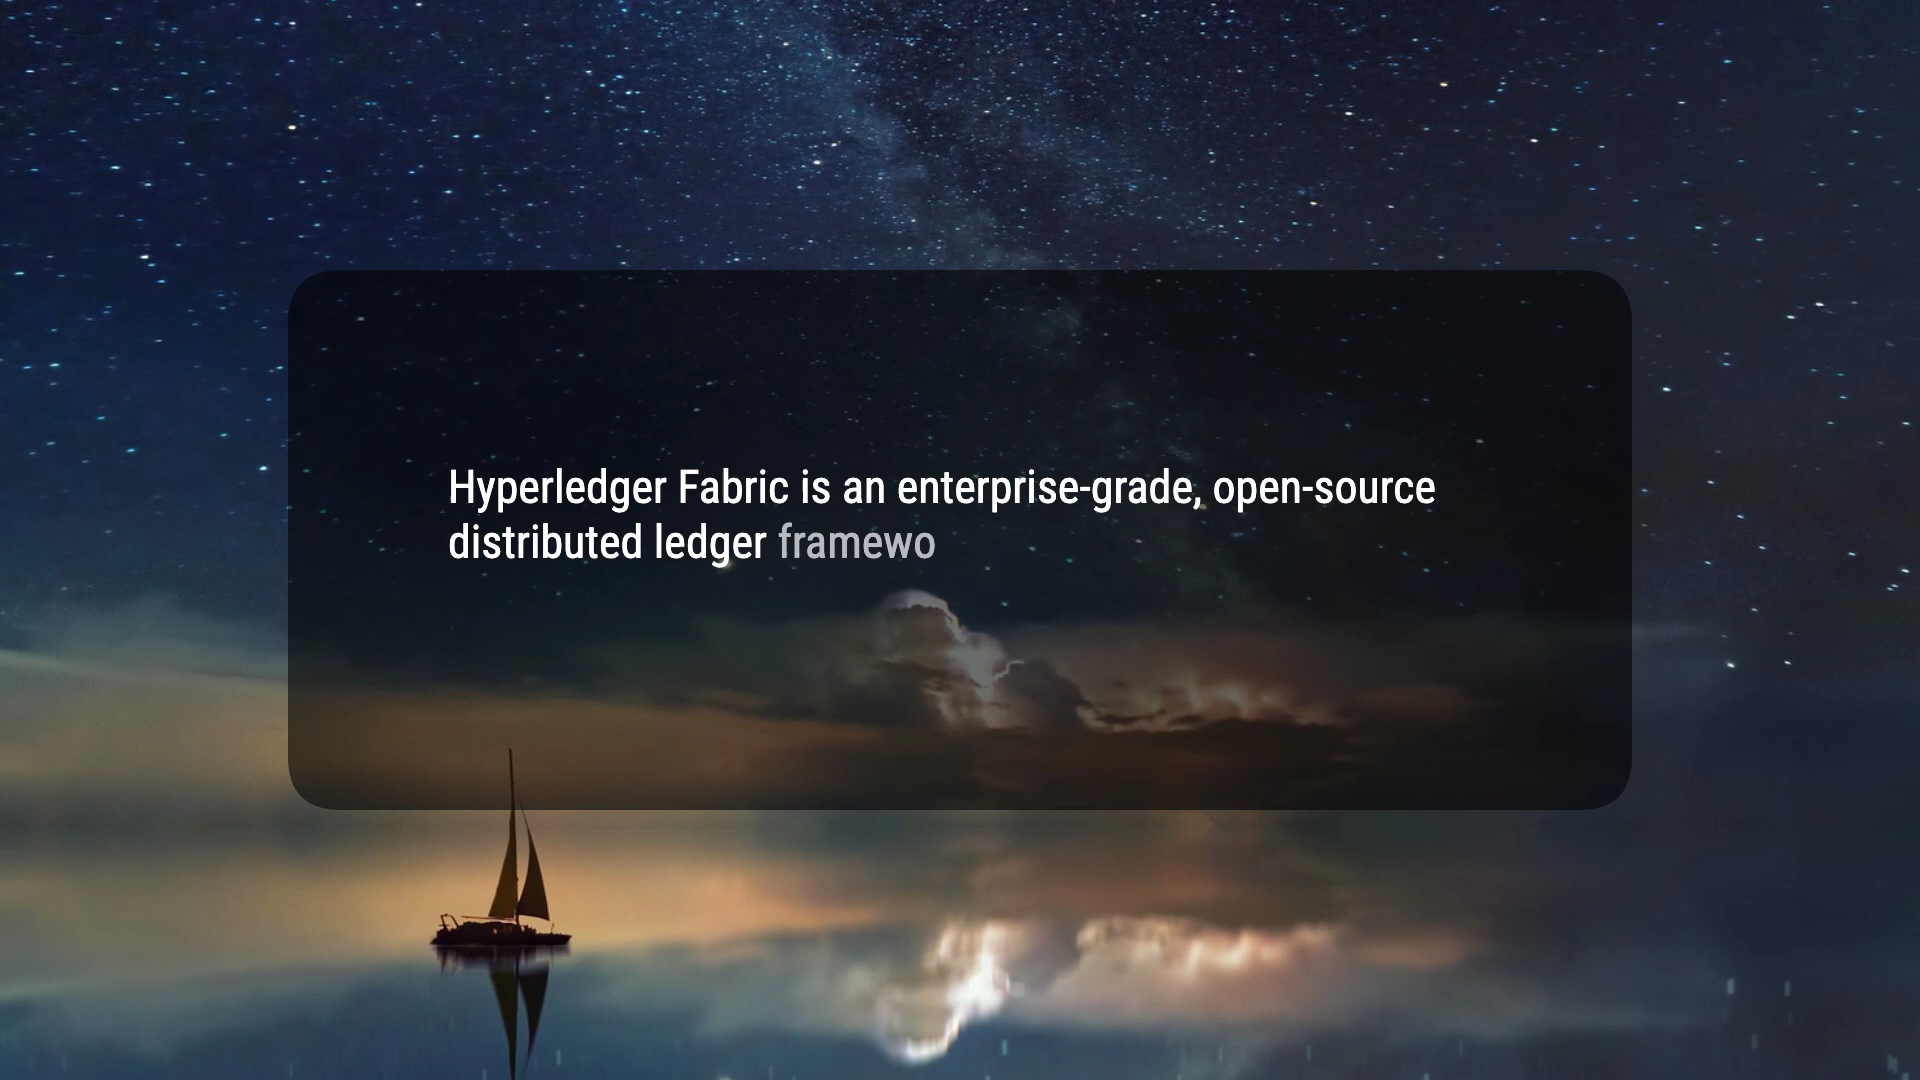 Hyperledger Fabric is an enterprise-grade, open-source
distributed ledger framewo